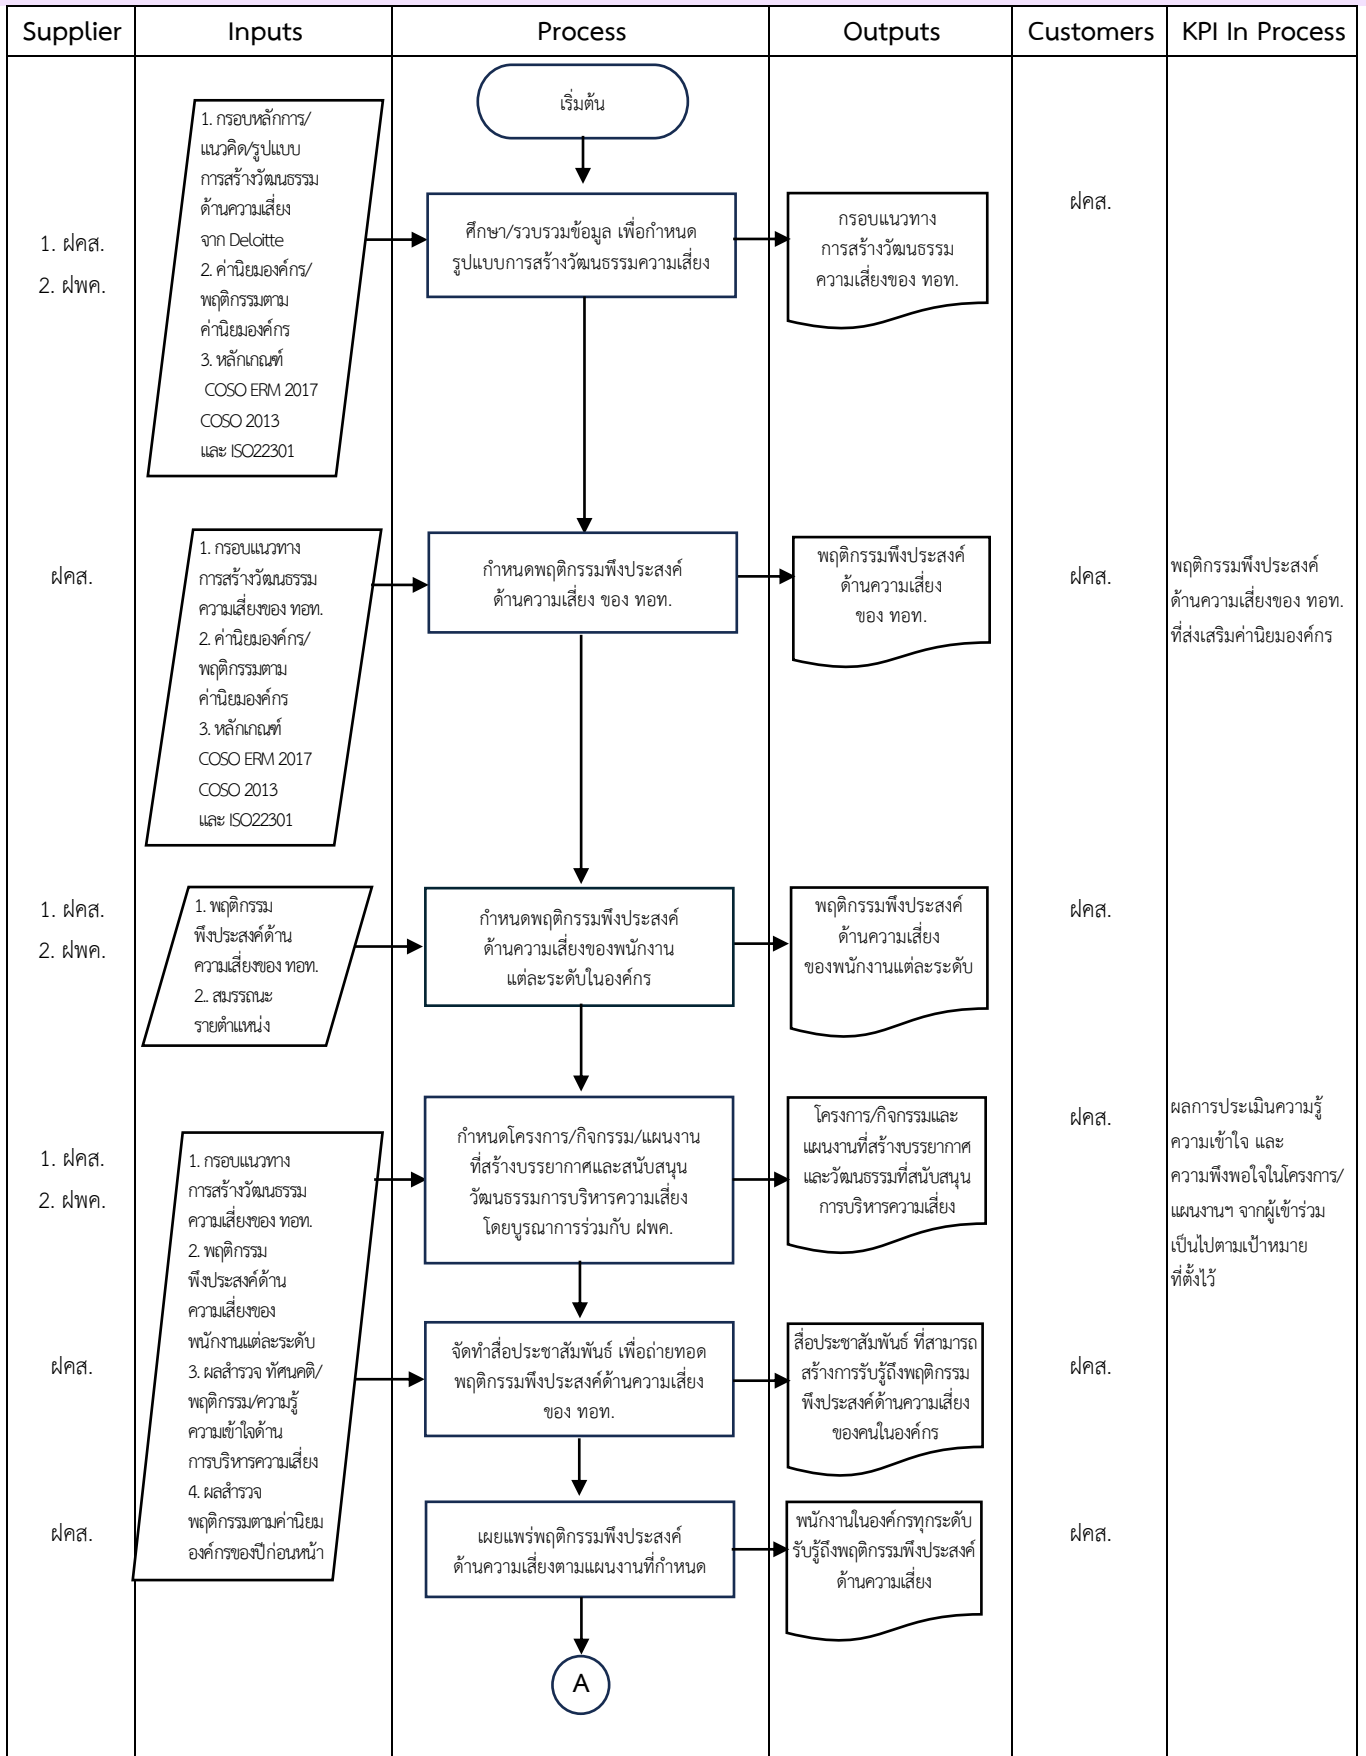 Supplier
Inputs
Process
Outputs
Customers
KPI In Process
เริ่มต้น
1. ฝคส.
2. ฝพค.
1. กรอบหลักการ/
แนวคิด/รูปแบบ
การสร้างวัฒนธรรม
ด้านความเสี่ยง
จาก Deloitte
2. ค่านิยมองค์กร/
พฤติกรรมตาม
ค่านิยมองค์กร
3. หลักเกณฑ์
COSO ERM 2017
COSO 2013
และ ISO22301
ศึกษา/รวบรวมข้อมูล เพื่อกำหนด
รูปแบบการสร้างวัฒนธรรมความเสี่ยง
กรอบแนวทาง
การสร้างวัฒนธรรม
ความเสี่ยงของ ทอท.
ฝคส.
ฝคส.
1. กรอบแนวทาง
การสร้างวัฒนธรรม
ความเสี่ยงของ ทอท.
2. ค่านิยมองค์กร/
พฤติกรรมตาม
ค่านิยมองค์กร
3. หลักเกณฑ์
COSO ERM 2017
COSO 2013
และ ISO22301
กำหนดพฤติกรรมพึงประสงค์
ด้านความเสี่ยง ของ ทอท.
พฤติกรรมพึงประสงค์
ด้านความเสี่ยง
ของ ทอท.
ฝคส.
พฤติกรรมพึงประสงค์
ด้านความเสี่ยงของ ทอท.
ที่ส่งเสริมค่านิยมองค์กร
1. ฝคส.
2. ฝพค.
1. พฤติกรรม
พึงประสงค์ด้าน
ความเสี่ยงของ ทอท.
2.. สมรรถนะ
รายตำแหน่ง
กำหนดพฤติกรรมพึงประสงค์
ด้านความเสี่ยงของพนักงาน
แต่ละระดับในองค์กร
พฤติกรรมพึงประสงค์
ด้านความเสี่ยง
ของพนักงานแต่ละระดับ
ฝคส.
1. ฝคส.
2. ฝพค.
1. กรอบแนวทาง
การสร้างวัฒนธรรม
ความเสี่ยงของ ทอท.
2. พฤติกรรม
พึงประสงค์ด้าน
ความเสี่ยงของ
พนักงานแต่ละระดับ
3. ผลสำรวจ ทัศนคติ/
พฤติกรรม/ความรู้
ความเข้าใจด้าน
การบริหารความเสี่ยง
4. ผลสำรวจ
พฤติกรรมตามค่านิยม
องค์กรของปีก่อนหน้า
กำหนดโครงการ/กิจกรรม/แผนงาน
ที่สร้างบรรยากาศและสนับสนุน
วัฒนธรรมการบริหารความเสี่ยง
โดยบูรณาการร่วมกับ ฝพค.
โครงการ/กิจกรรมและ
แผนงานที่สร้างบรรยากาศ
และวัฒนธรรมที่สนับสนุน
การบริหารความเสี่ยง
ฝคส.
ผลการประเมินความรู้
ความเข้าใจ และ
ความพึงพอใจในโครงการ/
แผนงานฯ จากผู้เข้าร่วม
เป็นไปตามเป้าหมาย
ที่ตั้งไว้
ฝคส.
จัดทำสื่อประชาสัมพันธ์ เพื่อถ่ายทอด
พฤติกรรมพึงประสงค์ด้านความเสี่ยง
ของ ทอท.
สื่อประชาสัมพันธ์ ที่สามารถ
สร้างการรับรู้ถึงพฤติกรรม
พึงประสงค์ด้านความเสี่ยง
ของคนในองค์กร
ฝคส.
ฝคส.
เผยแพร่พฤติกรรมพึงประสงค์
ด้านความเสี่ยงตามแผนงานที่กำหนด
พนักงานในองค์กรทุกระดับ
รับรู้ถึงพฤติกรรมพึงประสงค์
ด้านความเสี่ยง
ฝคส.
A